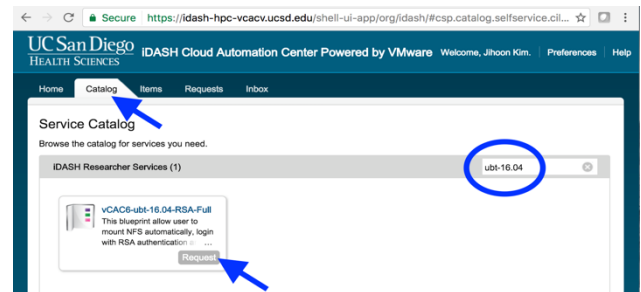 Secure https://idash-hpc-vcacv.ucsd.edu/shell-ui-app/org/idash/#csp.catalog.selfservice.cil...
UC San Diego
HEALTH SCIENCES
iDASH Cloud Automation Center Powered by VMware Welcome, Jihoon Kim. Preferences Help
Home Catalog Items Requests Inbox
Service Catalog
Browse the catalog for services you need.
iDASH Researcher Services (1) ubt-16.04
vCAC6-ubt-16.04-RSA-Full
This blueprint allow user to
mount NFS automatically, login
with RSA authentication ...
Request